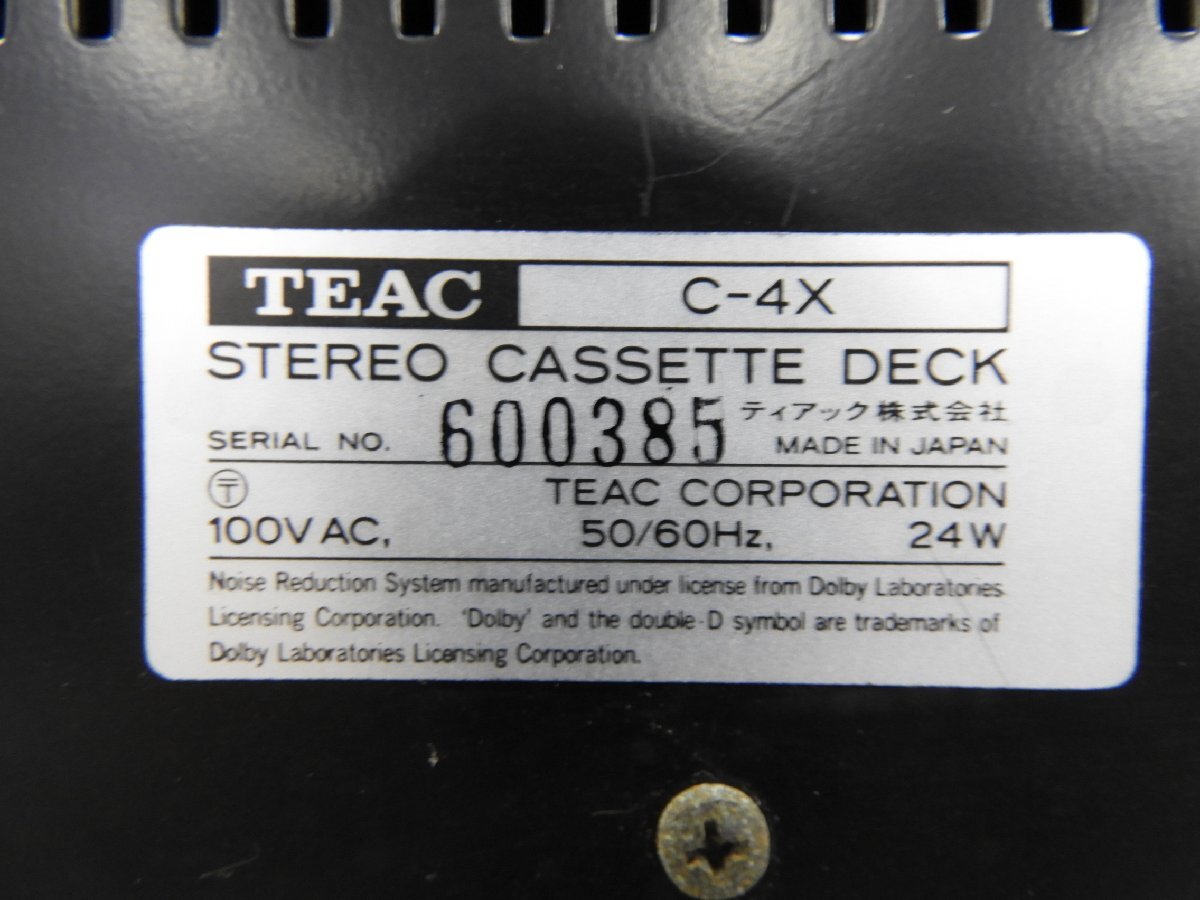 TEAC C-4X
STEREO CASSETTE DECK
ティアック株式会社
SERIAL NO. 600385 MADE IN JAPAN
〶 TEAC CORPORATION
100V AC, 50/60Hz, 24W
Noise Reduction System manufactured under license from Dolby Laboratories
Licensing Corporation. 'Dolby' and the double-D symbol are trademarks of
Dolby Laboratories Licensing Corporation.